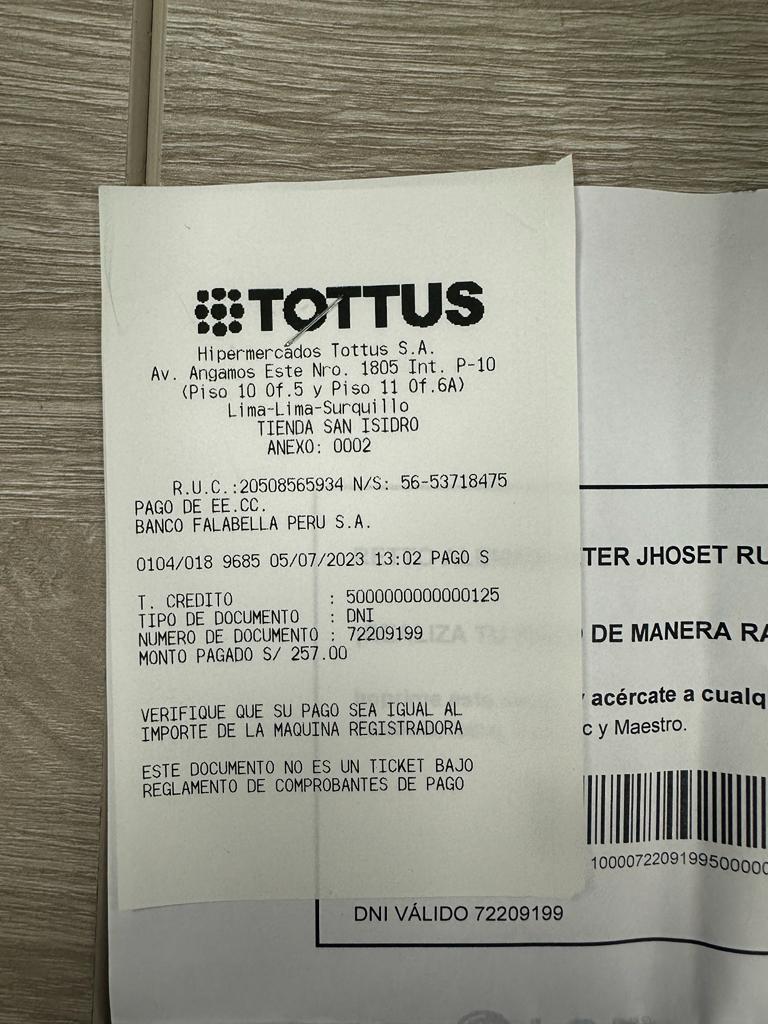 TOTTUS
Hipermercados Tottus S.A.
Av. Angamos Este Nro. 1805 Int. P-10
(Piso 10 Of.5 y Piso 11 Of.6A)
Lima-Lima-Surquillo
TIENDA SAN ISIDRO
ANEXO: 0002
R.U.C.:20508565934 N/S: 56-53718475
PAGO DE EE.CC.
BANCO FALABELLA PERU S.A.
0104/018 9685 05/07/2023 13:02 PAGO S
T. CREDITO : 5000000000000125
TIPO DE DOCUMENTO : DNI
NUMERO DE DOCUMENTO : 72209199
MONTO PAGADO S/ 257.00
VERIFIQUE QUE SU PAGO SEA IGUAL AL
IMPORTE DE LA MAQUINA REGISTRADORA
ESTE DOCUMENTO NO ES UN TICKET BAJO
REGLAMENTO DE COMPROBANTES DE PAGO
TER JHOSET RU
DE MANERA RA
acércate a cualq
c y Maestro.
1000072209199500000
DNI VÁLIDO 72209199